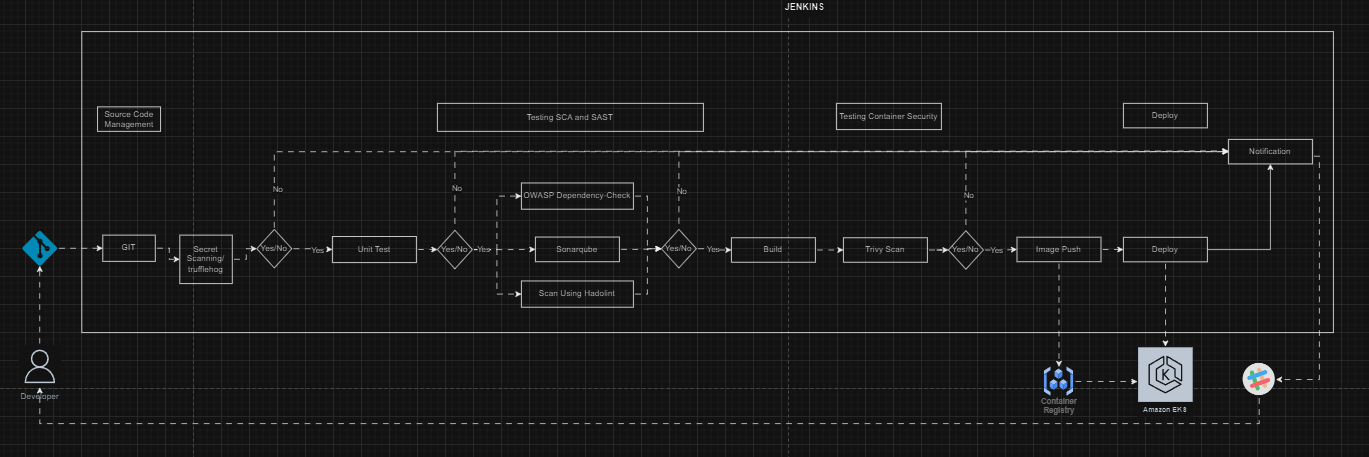 JENKINS
Source Code
Management
Testing SCA and SAST
Testing Container Security
Deploy
Notification
No
No
No
No
OWASP Dependency-Check
GIT
Secret
Scanning/
trufflehog
Yes/No
Yes
Unit Test
Yes/No
Yes
Sonarqube
Yes/No
Yes
Build
Trivy Scan
Yes/No
Yes
Image Push
Deploy
Scan Using Hadolint
Developer
Container
Registry
K
Amazon EKS